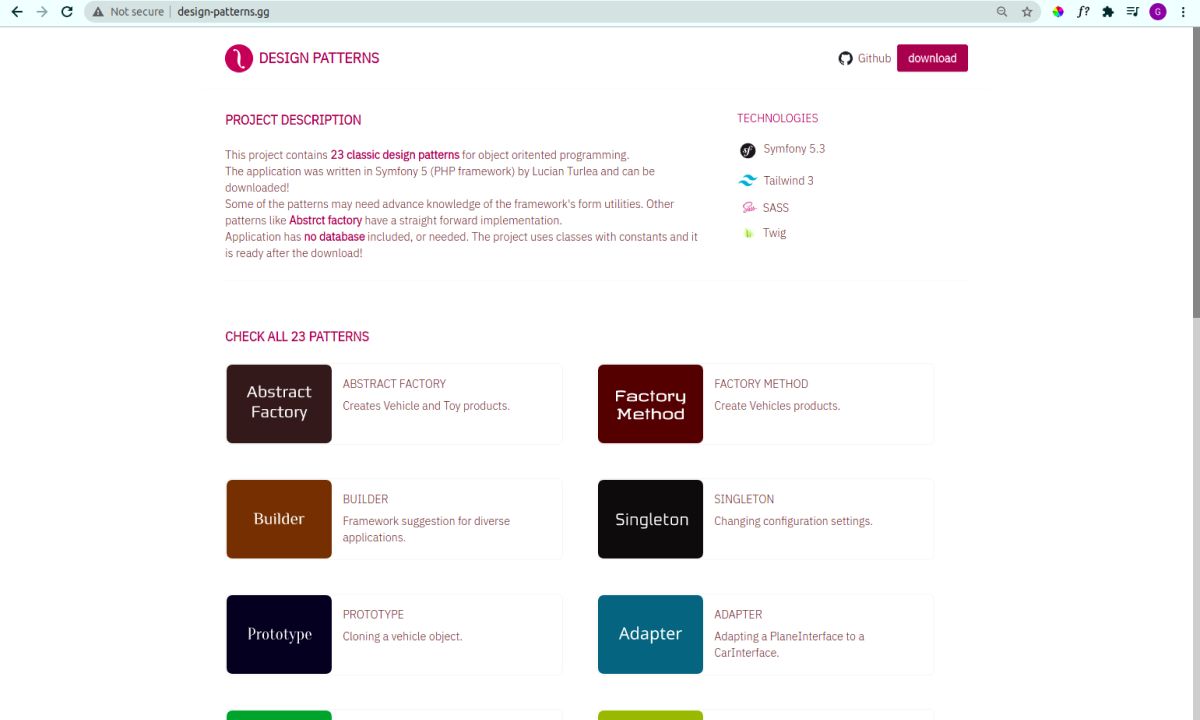 Not secure | design-patterns.gg
f?
G
DESIGN PATTERNS
Github
download
PROJECT DESCRIPTION
This project contains 23 classic design patterns for object oritented programming.
The application was written in Symfony 5 (PHP framework) by Lucian Turlea and can be
downloaded!
Some of the patterns may need advance knowledge of the framework's form utilities. Other
patterns like Abstrct factory have a straight forward implementation.
Application has no database included, or needed. The project uses classes with constants and it
is ready after the download!
TECHNOLOGIES
sf Symfony 5.3
Tailwind 3
Sass SASS
Twig
CHECK ALL 23 PATTERNS
Abstract
Factory
ABSTRACT FACTORY
Creates Vehicle and Toy products.
Factory
Method
FACTORY METHOD
Create Vehicles products.
Builder
BUILDER
Framework suggestion for diverse
applications.
Singleton
SINGLETON
Changing configuration settings.
Prototype
PROTOTYPE
Cloning a vehicle object.
Adapter
ADAPTER
Adapting a PlaneInterface to a
CarInterface.